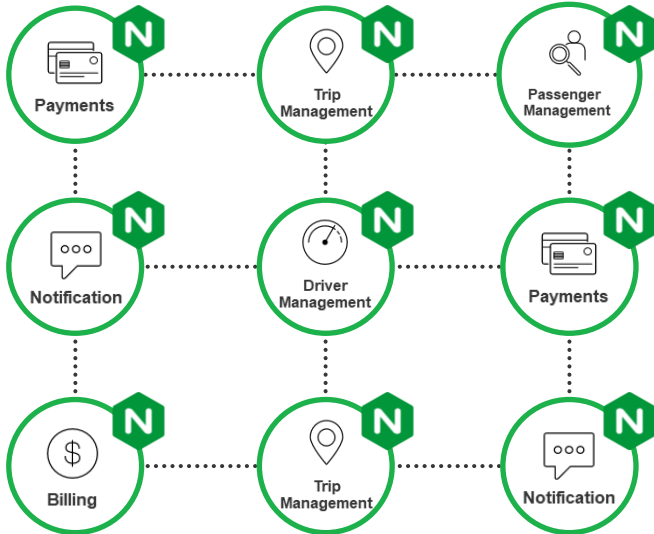 N
N
N
Payments
Trip
Management
Passenger
Management
N
N
N
Notification
Driver
Management
Payments
N
N
N
$
Billing
Trip
Management
Notification